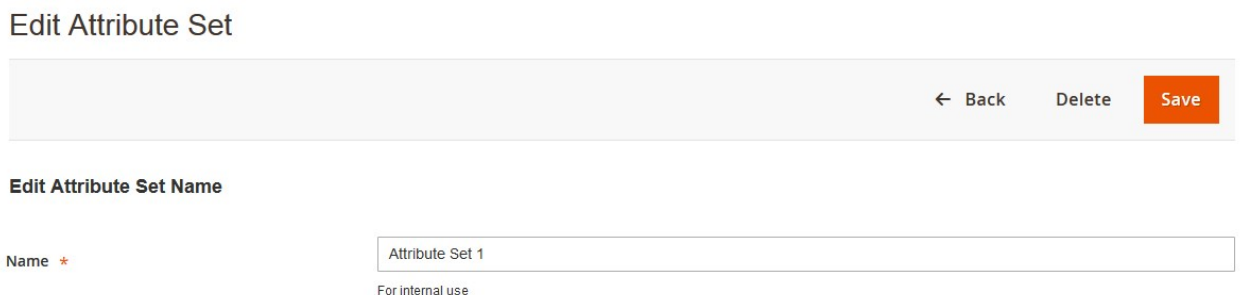 Edit Attribute Set
← Back Delete Save
Edit Attribute Set Name
Name * Attribute Set 1
For internal use